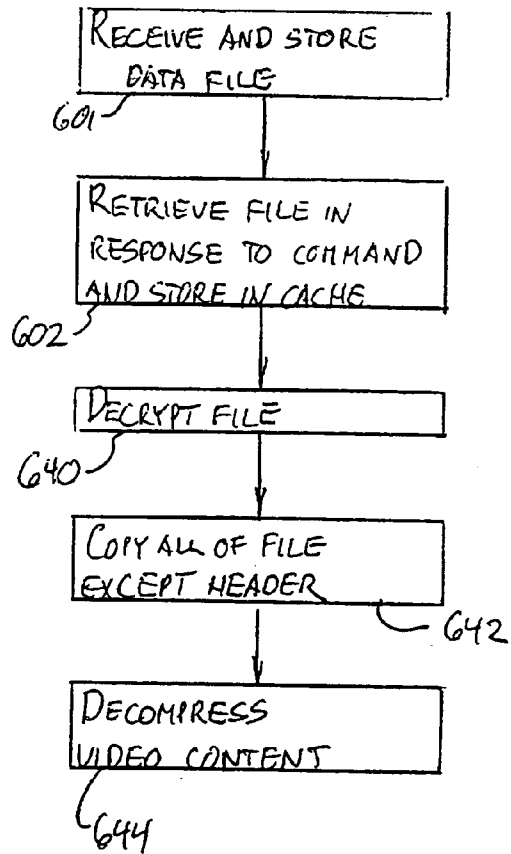 RECEIVE AND STORE
DATA FILE
601
RETRIEVE FILE IN
RESPONSE TO COMMAND
AND STORE IN CACHE
602
DECRYPT FILE
640
COPY ALL OF FILE
EXCEPT HEADER
642
DECOMPRESS
VIDEO CONTENT
644